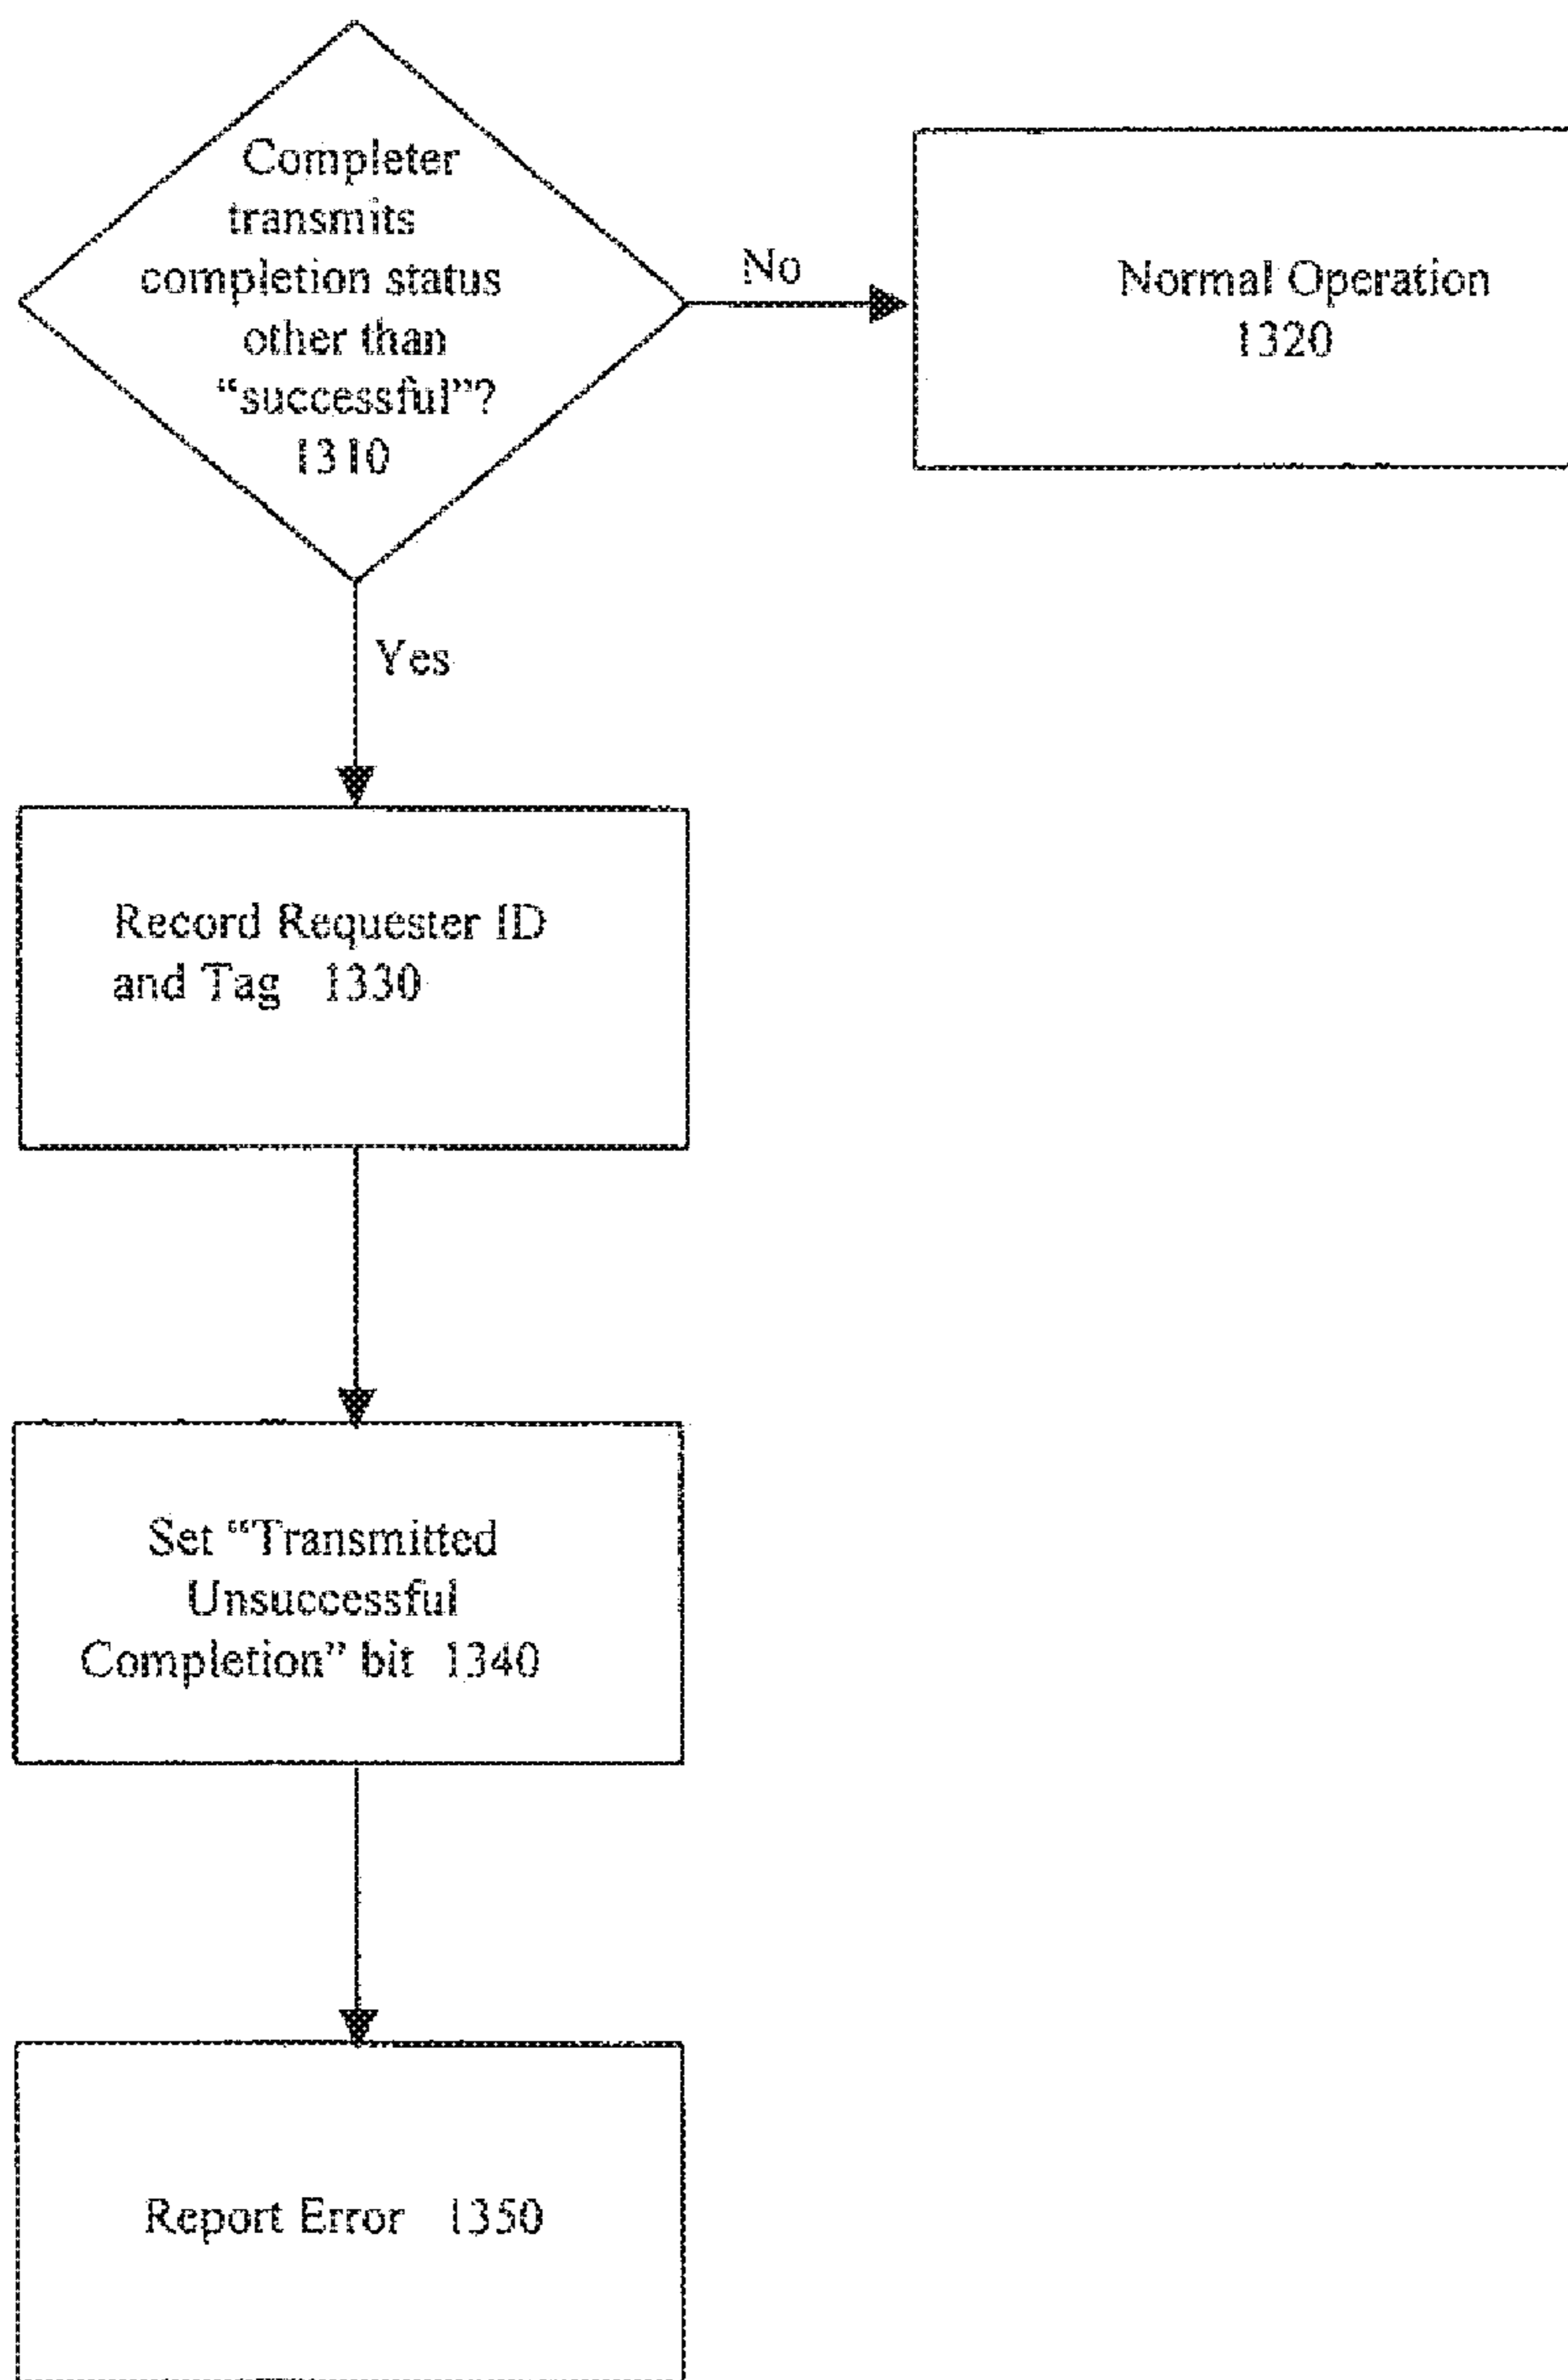 Completer
transmits
completion status
other than
“successful”?
1310
No
Normal Operation
1320
Yes
Record Requester ID
and Tag 1330
Set “Transmitted
Unsuccessful
Completion” bit 1340
Report Error 1350